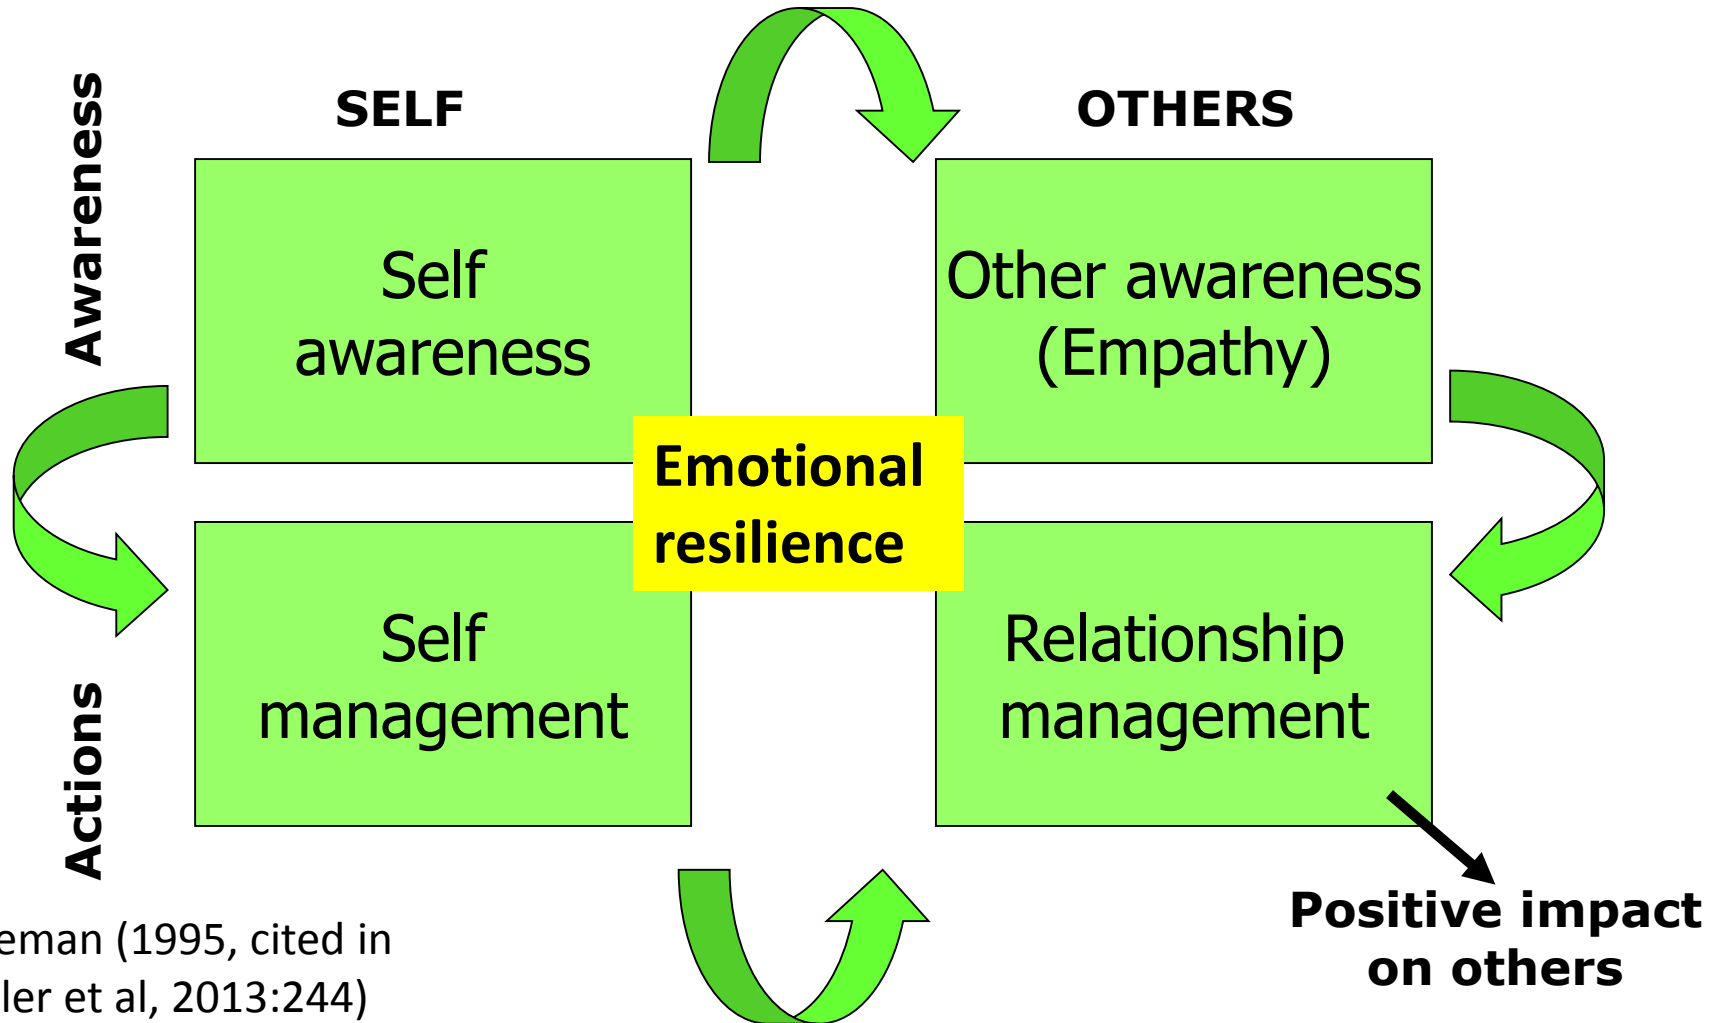 SELF
OTHERS
Awareness
Self
awareness
Other awareness
(Empathy)
Emotional
resilience
Self
management
Relationship
management
Actions
Positive impact
on others
eman (1995, cited in
ler et al, 2013:244)